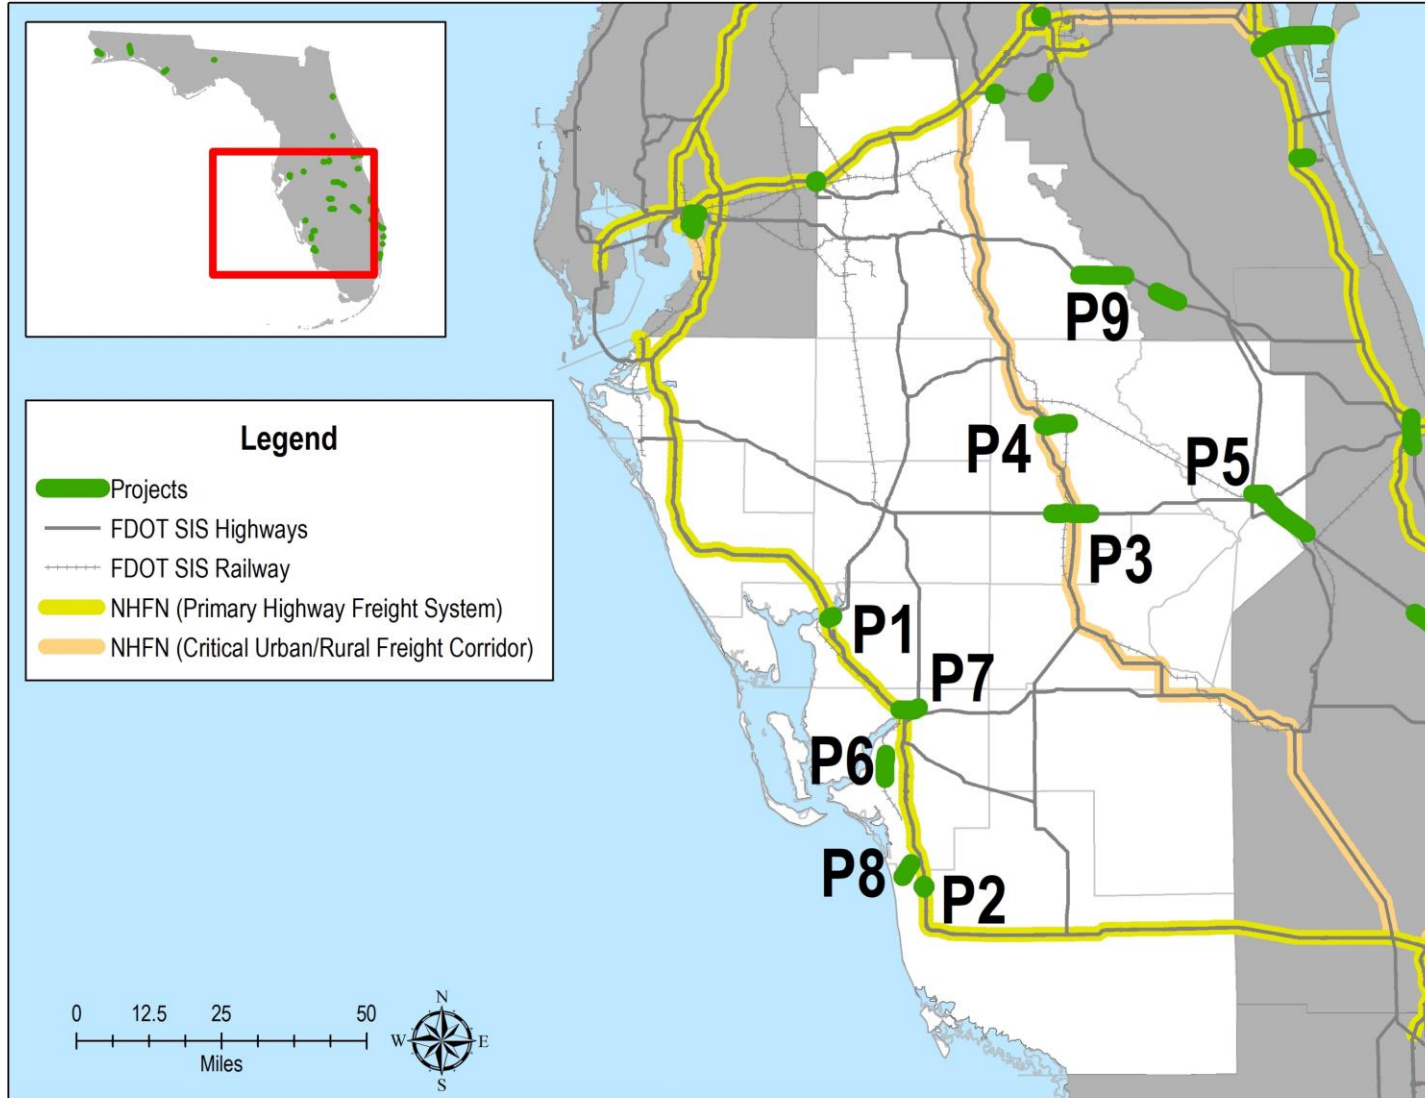 Legend
Projects
FDOT SIS Highways
FDOT SIS Railway
NHFN (Primary Highway Freight System)
NHFN (Critical Urban/Rural Freight Corridor)
P9
P4
P5
P3
P1
P7
P6
P8
P2
0 12.5 25 50
Miles
N
W E
S